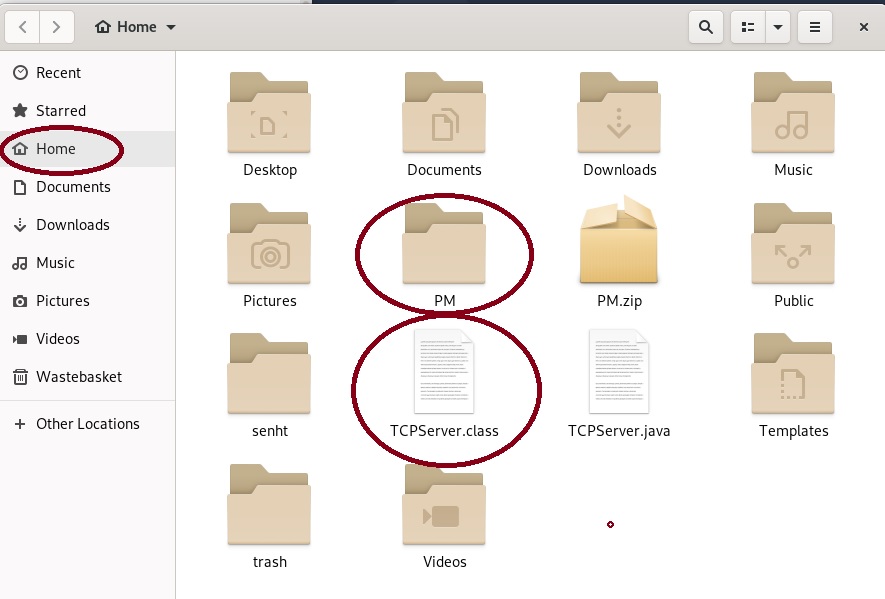 Home
Recent
Starred
Home
Documents
Downloads
Music
Pictures
Videos
Wastebasket
Other Locations
Desktop
Documents
Downloads
Music
Pictures
PM
PM.zip
Public
senht
TCPServer.class
TCPServer.java
Templates
trash
Videos